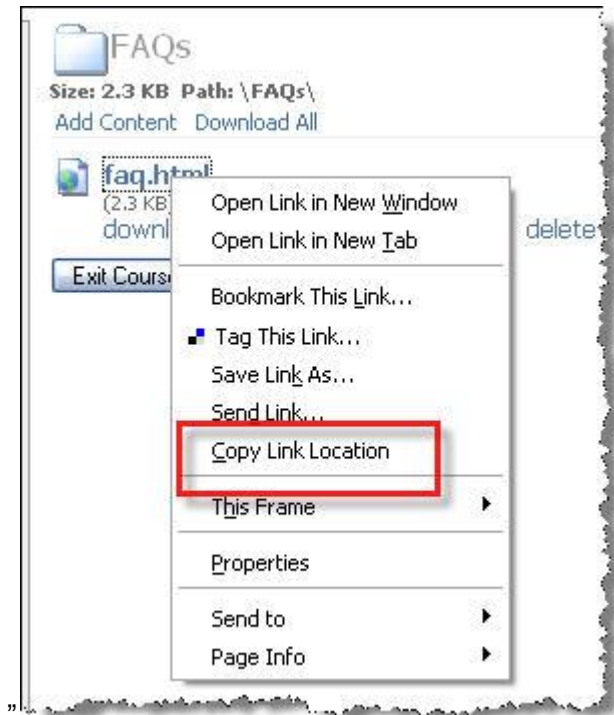 FAQs
Size: 2.3 KB Path: \FAQs\
Add Content Download All
faq.html
(2.3 KB)
downl
delete
Exit Cours
Open Link in New Window
Open Link in New Tab
Bookmark This Link...
Tag This Link...
Save Link As...
Send Link...
Copy Link Location
This Frame
Properties
Send to
Page Info
”